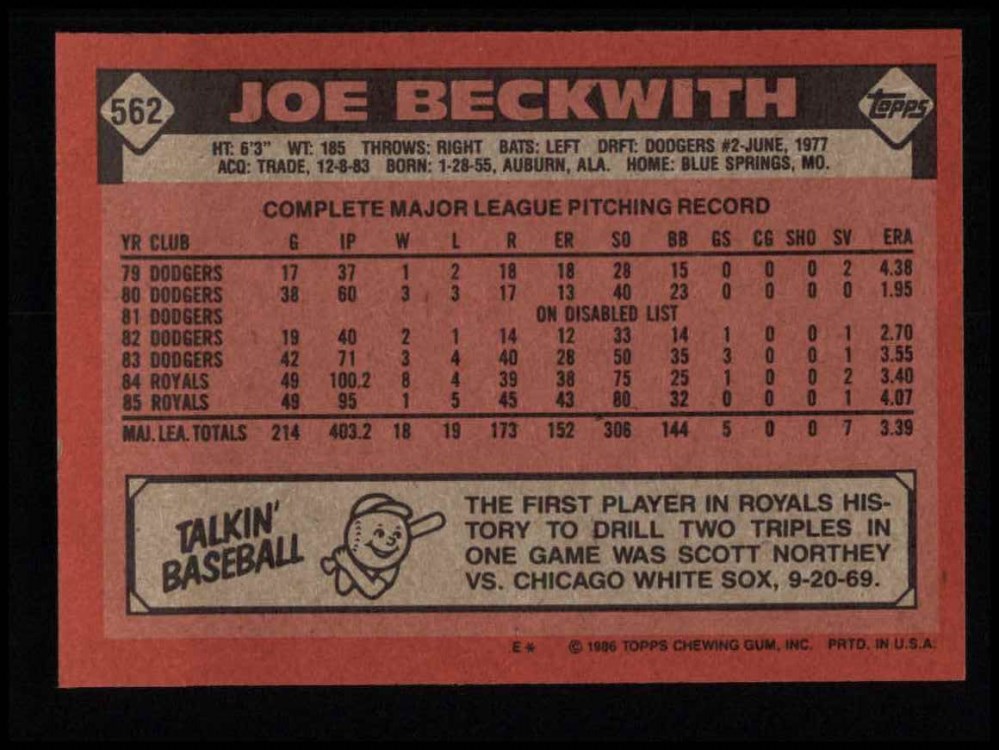 562 JOE BECKWITH Topps
HT: 6'3" WT: 185 THROWS: RIGHT BATS: LEFT DRFT: DODGERS #2-JUNE, 1977
ACQ: TRADE, 12-8-83 BORN: 1-28-55, AUBURN, ALA. HOME: BLUE SPRINGS, MO.
COMPLETE MAJOR LEAGUE PITCHING RECORD
YR CLUB G IP W L R ER SO BB GS CG SHO SV ERA
79 DODGERS 17 37 1 2 18 18 28 15 0 0 0 2 4.38
80 DODGERS 38 60 3 3 17 13 40 23 0 0 0 0 1.95
81 DODGERS ON DISABLED LIST
82 DODGERS 19 40 2 1 14 12 33 14 1 0 0 1 2.70
83 DODGERS 42 71 3 4 40 28 50 35 3 0 0 1 3.55
84 ROYALS 49 100.2 8 4 39 38 75 25 1 0 0 2 3.40
85 ROYALS 49 95 1 5 45 43 80 32 0 0 0 1 4.07
MAJ. LEA. TOTALS 214 403.2 18 19 173 152 306 144 5 0 0 7 3.39
TALKIN'
BASEBALL
THE FIRST PLAYER IN ROYALS HIS-
TORY TO DRILL TWO TRIPLES IN
ONE GAME WAS SCOTT NORTHEY
VS. CHICAGO WHITE SOX, 9-20-69.
E* © 1986 TOPPS CHEWING GUM, INC. PRTD. IN U.S.A.